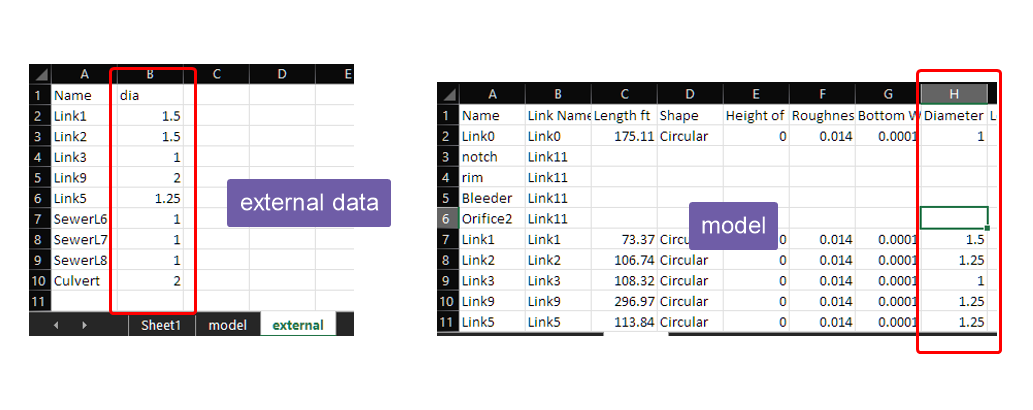 A B C D E
1 Name dia
2 Link1 1.5
3 Link2 1.5
4 Link3 1
5 Link9 2
6 Link5 1.25
7 SewerL6 1
8 SewerL7 1
9 SewerL8 1
10 Culvert 2
11
Sheet1 model external
external data
A B C D E F G H
1 Name Link Name Length ft Shape Height of Roughnes Bottom W Diameter L
2 Link0 Link0 175.11 Circular 0 0.014 0.0001 1
3 notch Link11
4 rim Link11
5 Bleeder Link11
6 Orifice2 Link11
7 Link1 Link1 73.37 Circu 0 0.014 0.0001 1.5
8 Link2 Link2 106.74 Circular 0 0.014 0.0001 1.25
9 Link3 Link3 108.32 Circular 0 0.014 0.0001 1
10 Link9 Link9 296.97 Circular 0 0.014 0.0001 1.25
11 Link5 Link5 113.84 Circular 0 0.014 0.0001 1.25
model